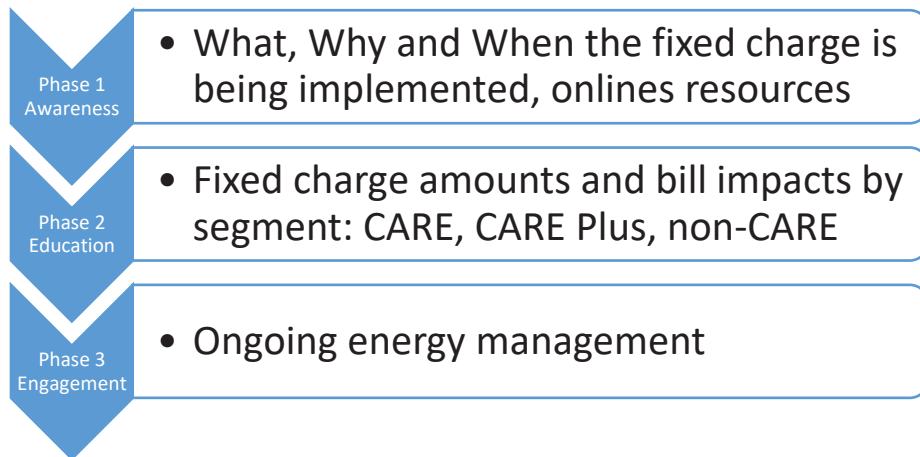 Phase 1
Awareness
• What, Why and When the fixed charge is
being implemented, onlines resources
Phase 2
Education
• Fixed charge amounts and bill impacts by
segment: CARE, CARE Plus, non-CARE
Phase 3
Engagement
• Ongoing energy management